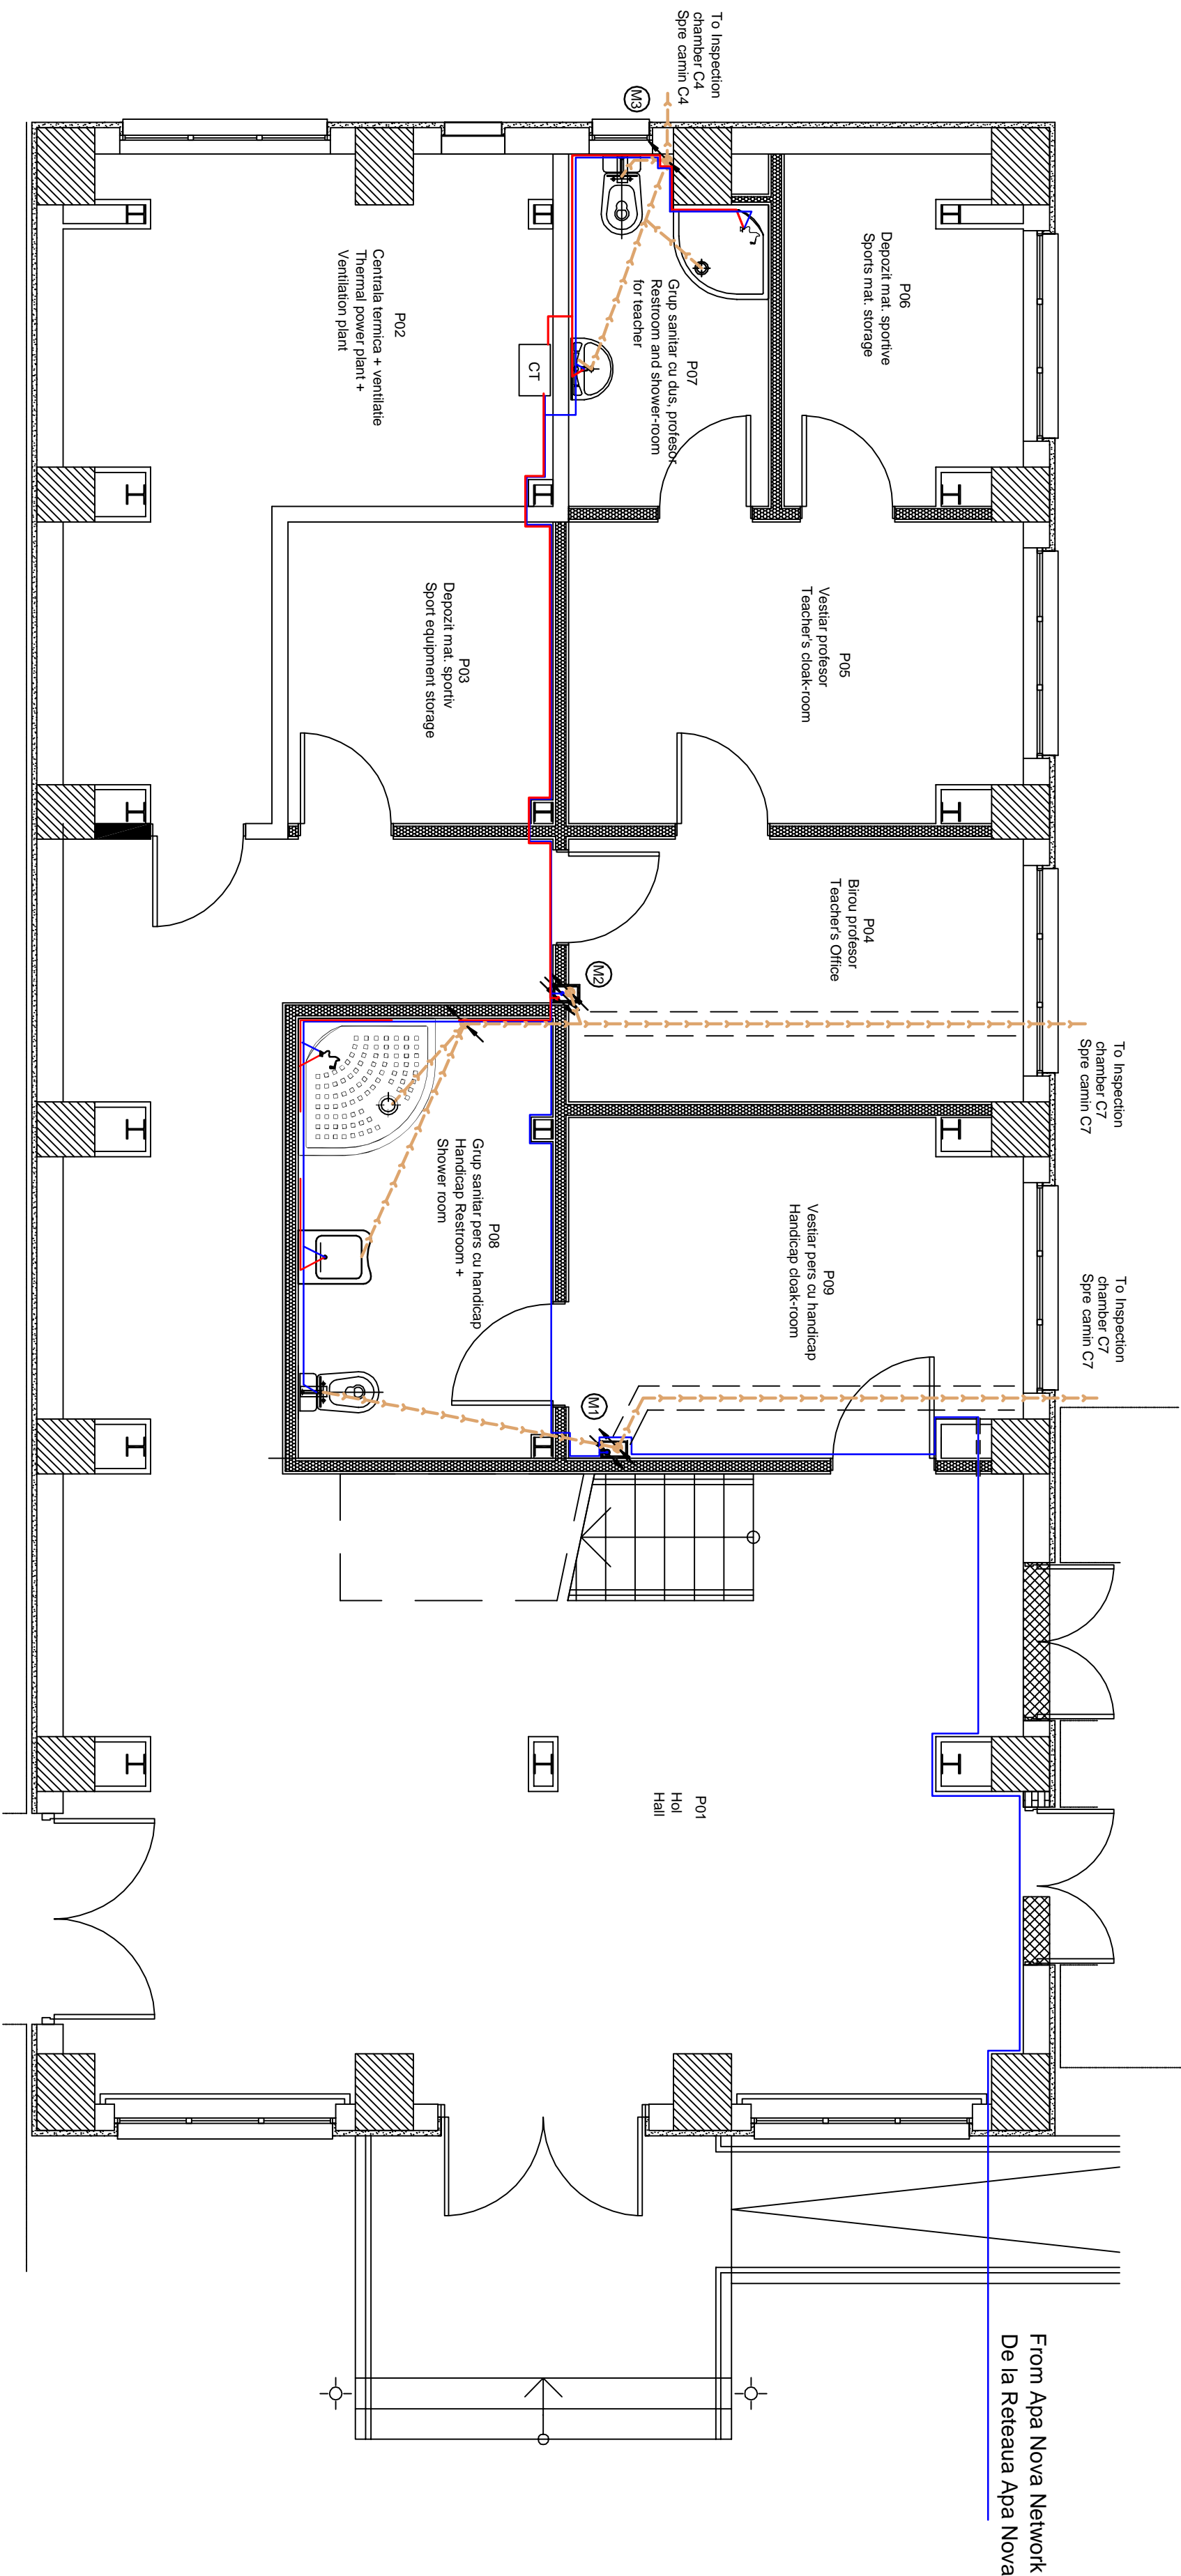 To Inspection
chamber C4
Spre camin C4
M3
P06
Depozit mat. sportive
Sports mat. storage
P07
Grup sanitar cu dus, profesor
Restroom and shower-room
for teacher
P02
Centrala termica + ventilatie
Thermal power plant +
Ventilation plant
CT
P05
Vestiar profesor
Teacher's cloak-room
P03
Depozit mat. sportiv
Sport equipment storage
P04
Birou profesor
Teacher's Office
M2
To Inspection
chamber C7
Spre camin C7
P08
Grup sanitar pers cu handicap
Handicap Restroom +
Shower room
P09
Vestiar pers cu handicap
Handicap cloak-room
To Inspection
chamber C7
Spre camin C7
M1
P01
Hol
Hall
From Apa Nova Network
De la Reteaua Apa Nova